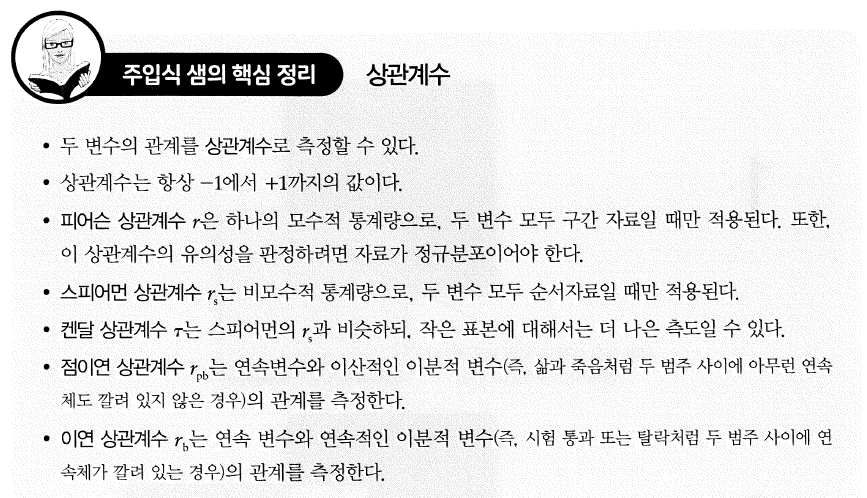 주입식 샘의 핵심 정리 상관계수
• 두 변수의 관계를 상관계수로 측정할 수 있다.
• 상관계수는 항상 −1에서 +1까지의 값이다.
• 피어슨 상관계수 r은 하나의 모수적 통계량으로, 두 변수 모두 구간 자료일 때만 적용된다. 또한,
이 상관계수의 유의성을 판정하려면 자료가 정규분포이어야 한다.
• 스피어먼 상관계수 rs는 비모수적 통계량으로, 두 변수 모두 순서자료일 때만 적용된다.
• 켄달 상관계수 τ는 스피어먼의 rs과 비슷하되, 작은 표본에 대해서는 더 나은 측도일 수 있다.
• 점이연 상관계수 rpb는 연속변수와 이산적인 이분적 변수(즉, 삶과 죽음처럼 두 범주 사이에 아무런 연속
체도 깔려 있지 않은 경우)의 관계를 측정한다.
• 이연 상관계수 rb는 연속 변수와 연속적인 이분적 변수(즉, 시험 통과 또는 탈락처럼 두 범주 사이에 연
속체가 깔려 있는 경우)의 관계를 측정한다.